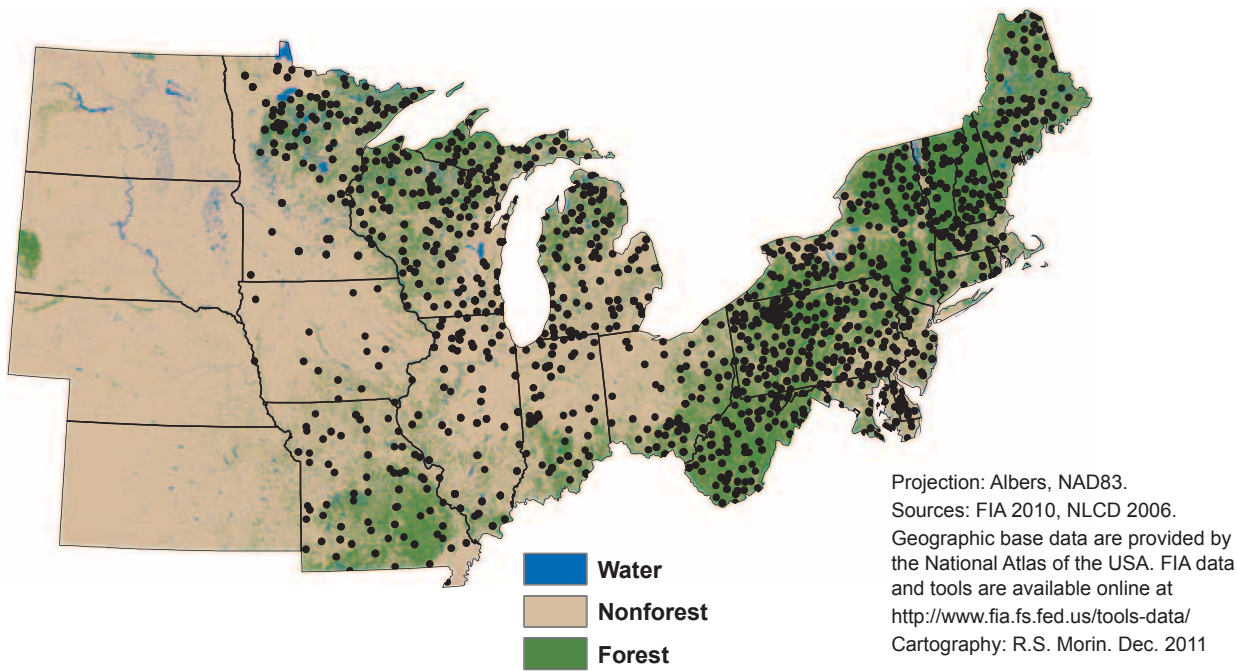 Projection: Albers, NAD83.
Sources: FIA 2010, NLCD 2006.
Geographic base data are provided by
the National Atlas of the USA. FIA data
and tools are available online at
http://www.fia.fs.fed.us/tools-data/
Cartography: R.S. Morin. Dec. 2011
Water
Nonforest
Forest